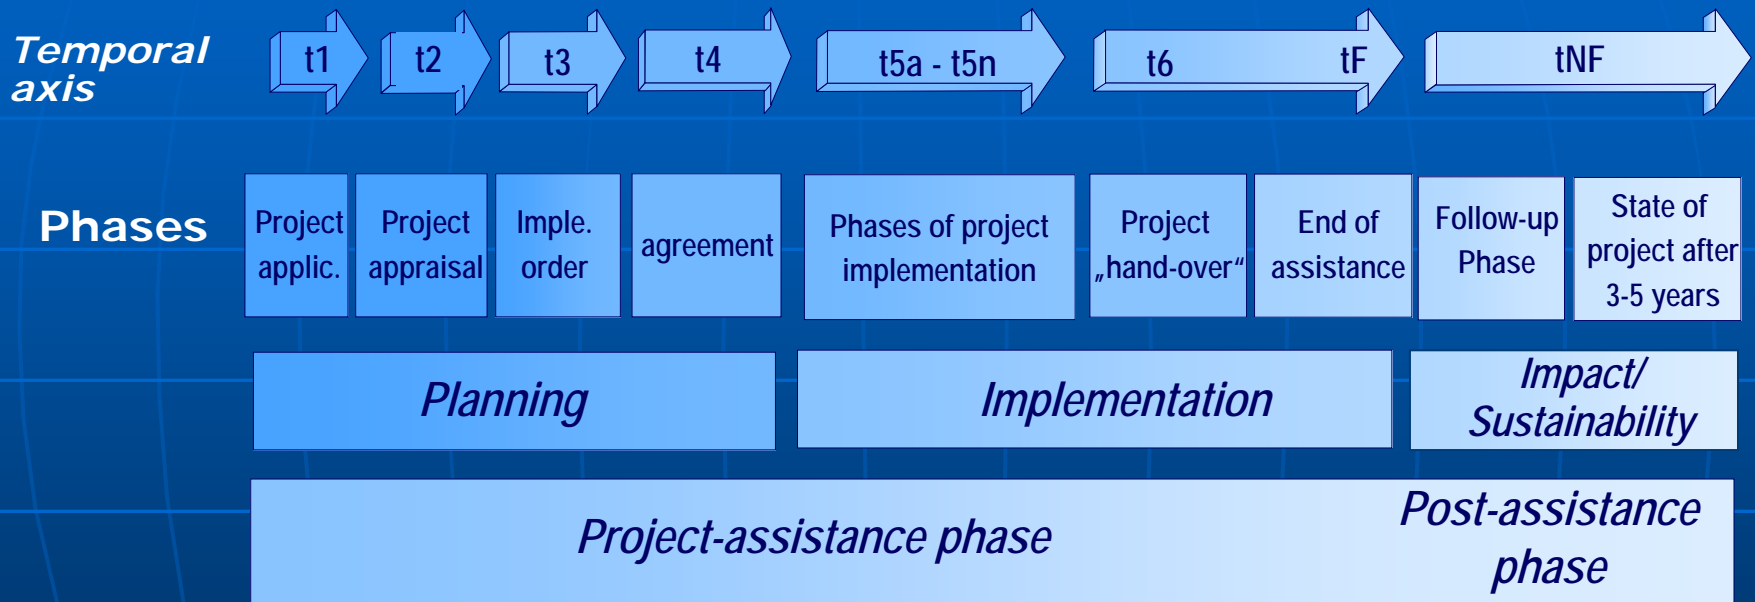 Temporal
axis
t1
t2
t3
t4
t5a - t5n
t6
tF
tNF
Phases
Project
applic.
Project
appraisal
Imple.
order
agreement
Phases of project
implementation
Project
„hand-over“
End of
assistance
Follow-up
Phase
State of
project after
3-5 years
Planning
Implementation
Impact/
Sustainability
Project-assistance phase
Post-assistance
phase